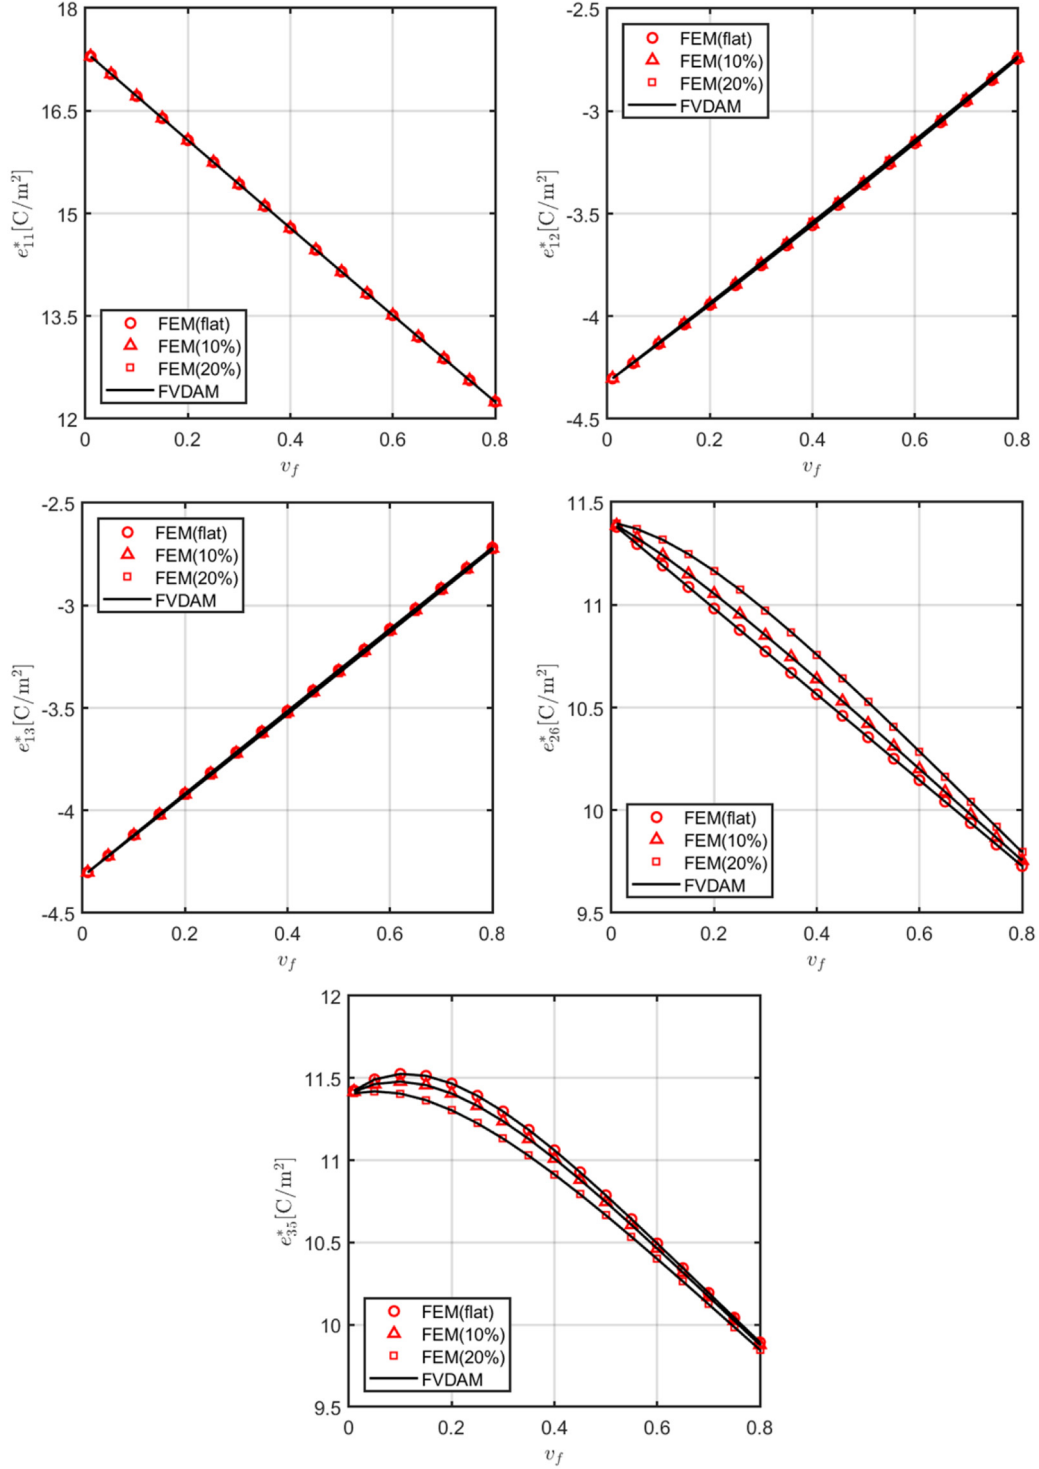 18
16.5
15
13.5
12
e*11[C/m²]
FEM(flat)
FEM(10%)
FEM(20%)
FVDAM
0 0.2 0.4 0.6 0.8
vf
-2.5
-3
-3.5
-4
-4.5
e*12[C/m²]
FEM(flat)
FEM(10%)
FEM(20%)
FVDAM
0 0.2 0.4 0.6 0.8
vf
-2.5
-3
-3.5
-4
-4.5
e*13[C/m²]
FEM(flat)
FEM(10%)
FEM(20%)
FVDAM
0 0.2 0.4 0.6 0.8
vf
11.5
11
10.5
10
9.5
e*26[C/m²]
FEM(flat)
FEM(10%)
FEM(20%)
FVDAM
0 0.2 0.4 0.6 0.8
vf
12
11.5
11
10.5
10
9.5
e*35[C/m²]
FEM(flat)
FEM(10%)
FEM(20%)
FVDAM
0 0.2 0.4 0.6 0.8
vf